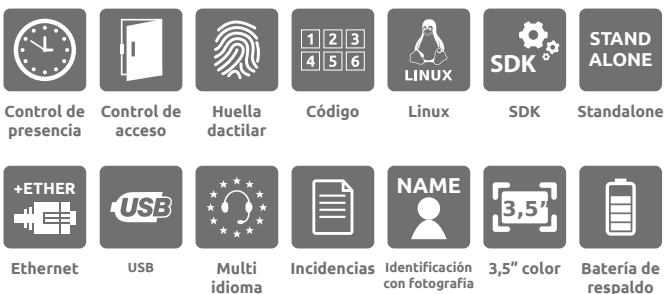 1 2 3
4 5 6
LINUX
SDK
STAND
ALONE
Control de
presencia
Control de
acceso
Huella
dactilar
Código
Linux
SDK
Standalone
+ETHER
USB
NAME
3,5”
Ethernet
USB
Multi
idioma
Incidencias
Identificación
con fotografía
3,5” color
Batería de
respaldo